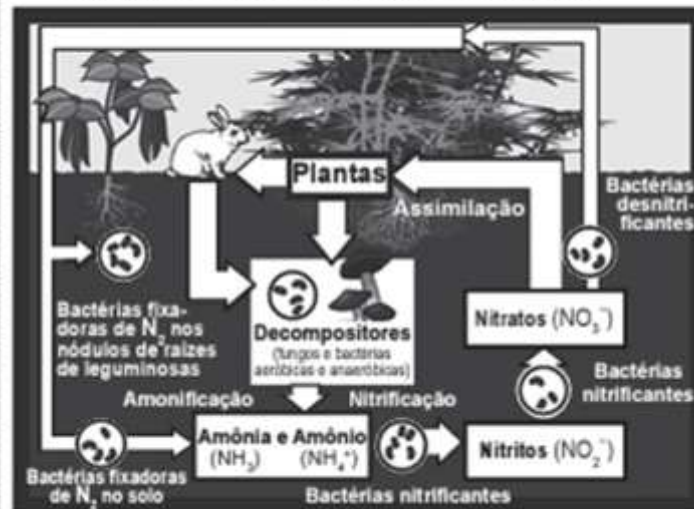 Plantas
Assimilação
Bactérias
desnitri-
ficantes
Bactérias fixa-
doras de N₂ nos
nódulos de raízes
de leguminosas
Decompositores
(fungos e bactérias
aeróbicas e anaeróbicas)
Nitratos (NO₃⁻)
Bactérias
nitrificantes
Amonificação
Nitrificação
Amônia e Amônio
(NH₃) (NH₄⁺)
Nitritos (NO₂⁻)
Bactérias fixadoras
de N₂ no solo
Bactérias nitrificantes